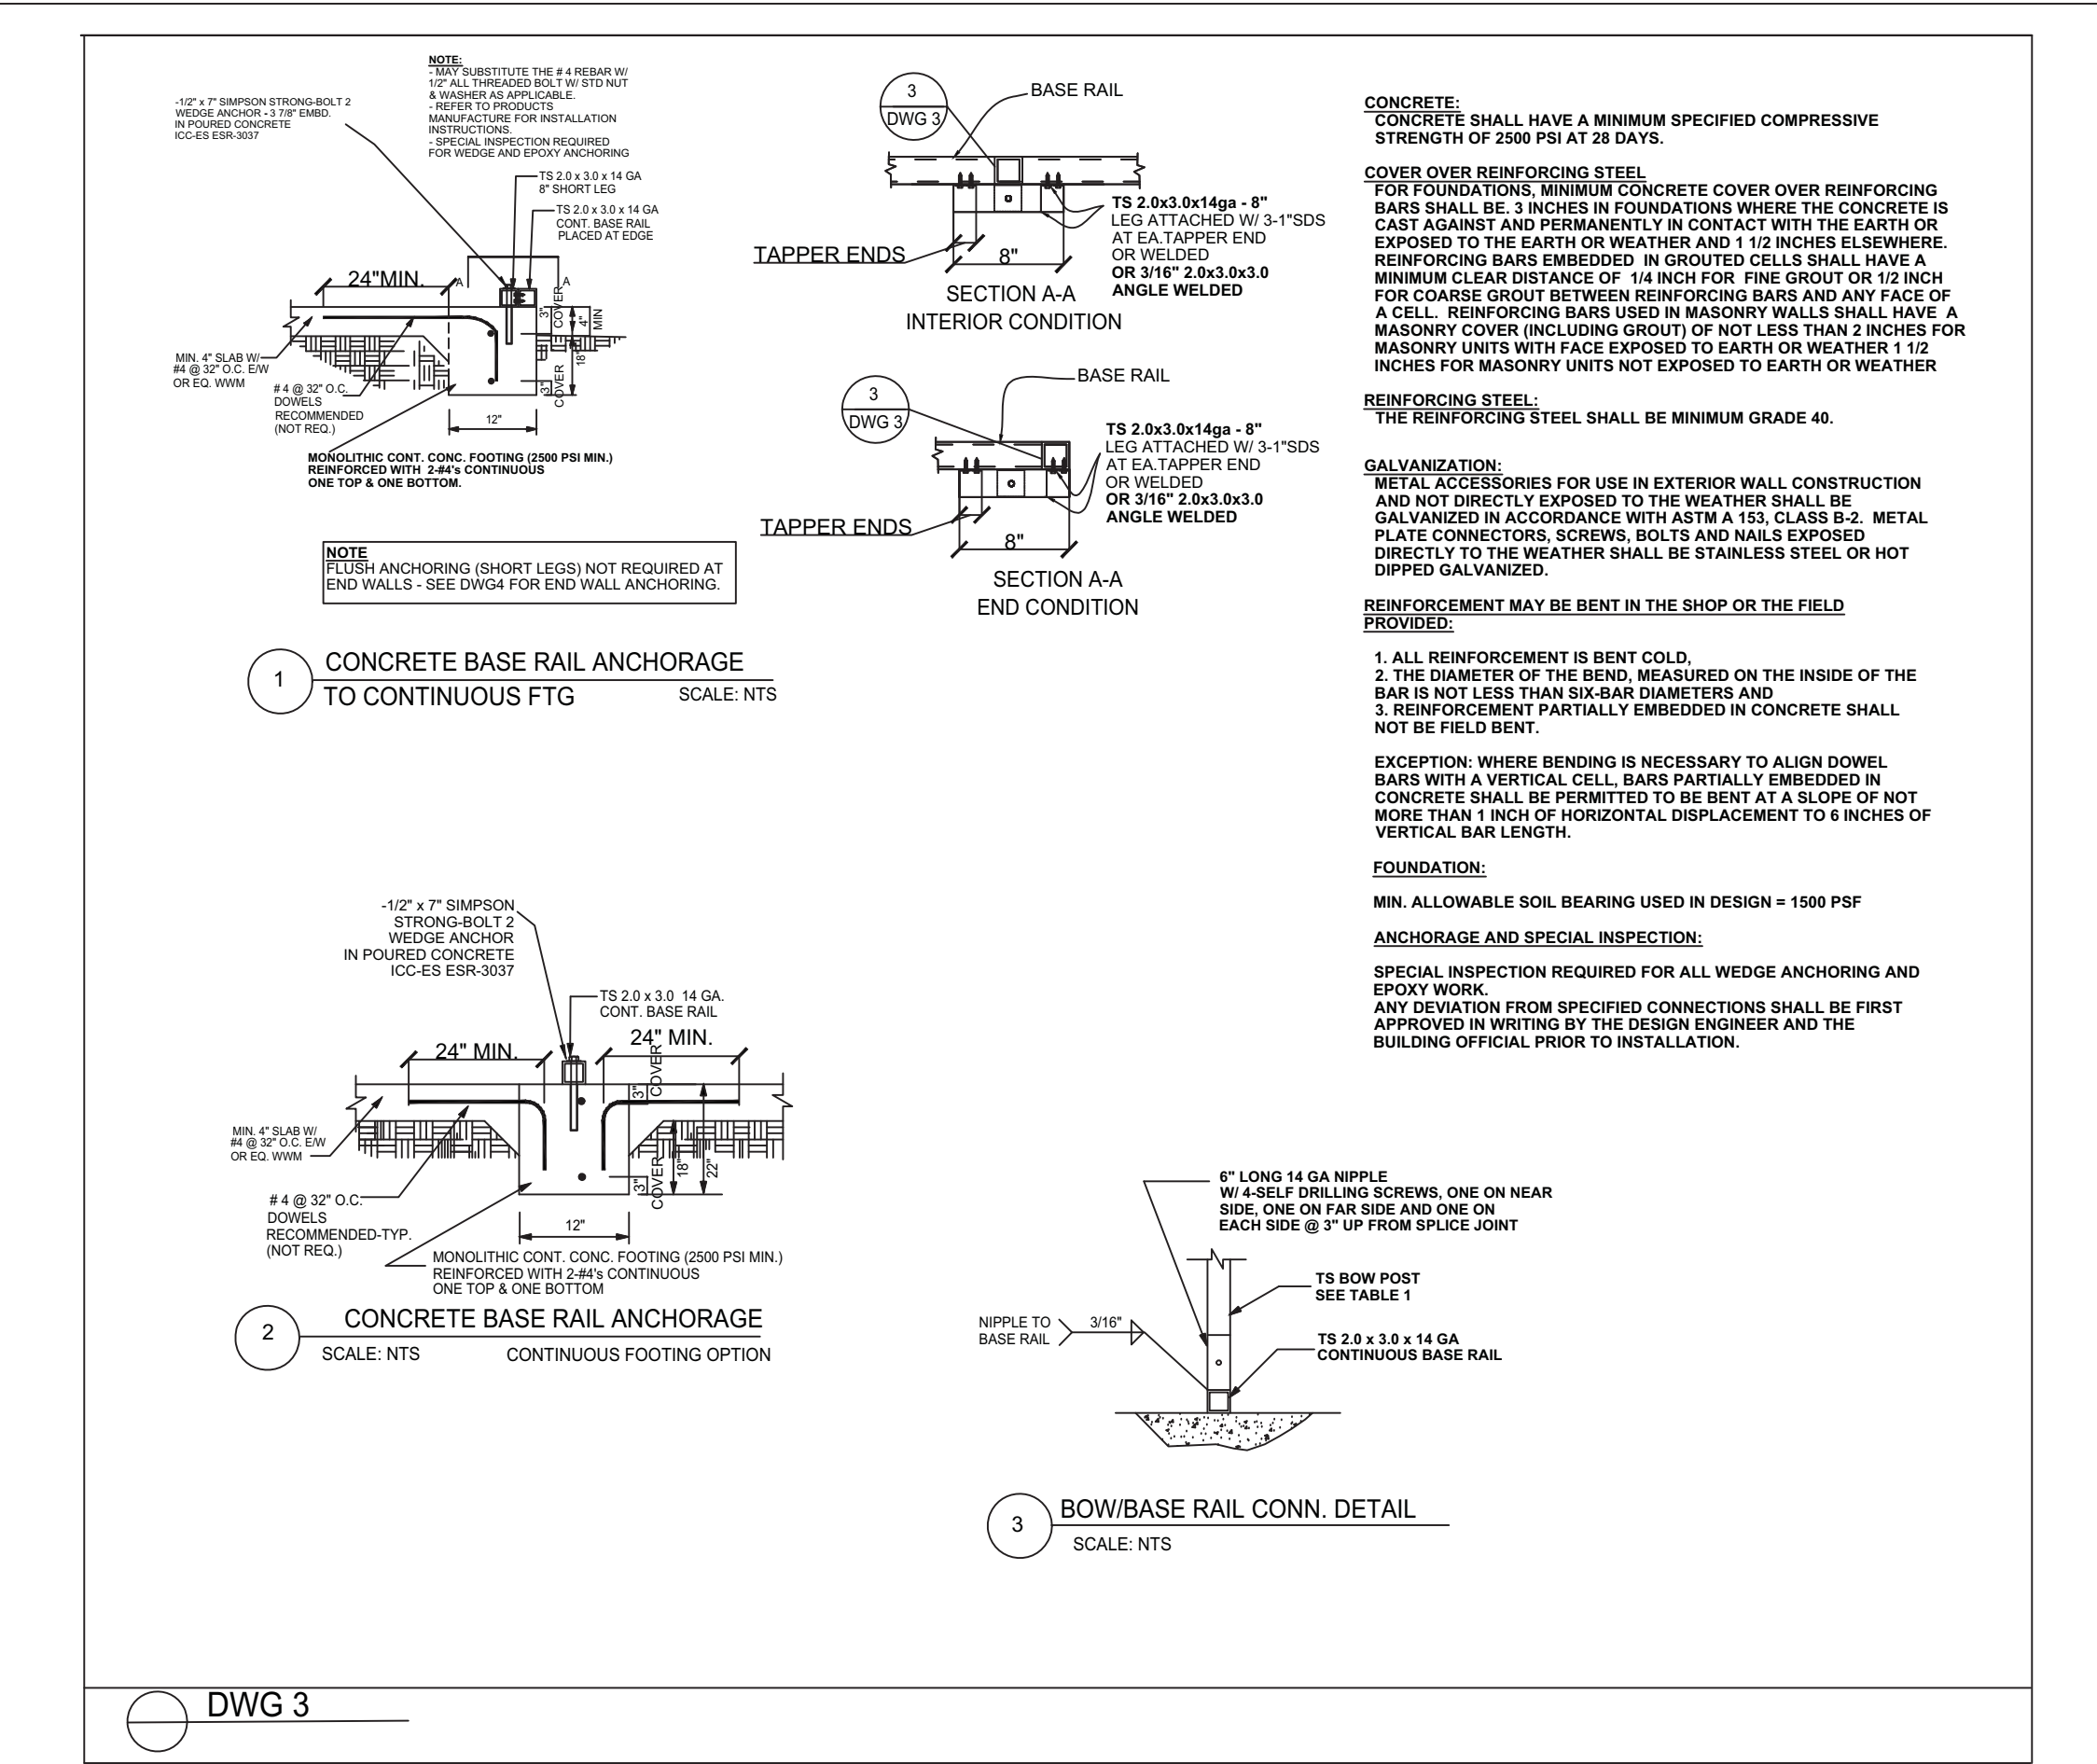 NOTE:
- MAY SUBSTITUTE THE # 4 REBAR W/
1/2" ALL THREADED BOLT W/ STD NUT
& WASHER AS APPLICABLE.
- REFER TO PRODUCTS
MANUFACTURE FOR INSTALLATION
INSTRUCTIONS.
- SPECIAL INSPECTION REQUIRED
FOR WEDGE AND EPOXY ANCHORING
-1/2" x 7" SIMPSON STRONG-BOLT 2
WEDGE ANCHOR - 3 7/8" EMBD.
IN POURED CONCRETE
ICC-ES ESR-3037
TS 2.0 x 3.0 x 14 GA
8" SHORT LEG
TS 2.0 x 3.0 x 14 GA
CONT. BASE RAIL
PLACED AT EDGE
24"MIN.
A
A
3"
COVER
4"
MIN
18"
3"
COVER
MIN. 4" SLAB W/
#4 @ 32" O.C. E/W
OR EQ. WWM
# 4 @ 32" O.C.
DOWELS
RECOMMENDED
(NOT REQ.)
12"
MONOLITHIC CONT. CONC. FOOTING (2500 PSI MIN.)
REINFORCED WITH 2-#4's CONTINUOUS
ONE TOP & ONE BOTTOM.
NOTE
FLUSH ANCHORING (SHORT LEGS) NOT REQUIRED AT
END WALLS - SEE DWG4 FOR END WALL ANCHORING.
1
CONCRETE BASE RAIL ANCHORAGE
TO CONTINUOUS FTG
SCALE: NTS
3
DWG 3
BASE RAIL
TS 2.0x3.0x14ga - 8"
LEG ATTACHED W/ 3-1"SDS
AT EA.TAPPER END
OR WELDED
OR 3/16" 2.0x3.0x3.0
ANGLE WELDED
TAPPER ENDS
8"
SECTION A-A
INTERIOR CONDITION
3
DWG 3
BASE RAIL
TS 2.0x3.0x14ga - 8"
LEG ATTACHED W/ 3-1"SDS
AT EA.TAPPER END
OR WELDED
OR 3/16" 2.0x3.0x3.0
ANGLE WELDED
TAPPER ENDS
8"
SECTION A-A
END CONDITION
-1/2" x 7" SIMPSON
STRONG-BOLT 2
WEDGE ANCHOR
IN POURED CONCRETE
ICC-ES ESR-3037
TS 2.0 x 3.0 14 GA.
CONT. BASE RAIL
24" MIN.
24" MIN.
3"
COVER
18"
22"
3"
COVER
MIN. 4" SLAB W/
#4 @ 32" O.C. E/W
OR EQ. WWM
# 4 @ 32" O.C.
DOWELS
RECOMMENDED-TYP.
(NOT REQ.)
12"
MONOLITHIC CONT. CONC. FOOTING (2500 PSI MIN.)
REINFORCED WITH 2-#4's CONTINUOUS
ONE TOP & ONE BOTTOM
2
CONCRETE BASE RAIL ANCHORAGE
SCALE: NTS
CONTINUOUS FOOTING OPTION
6" LONG 14 GA NIPPLE
W/ 4-SELF DRILLING SCREWS, ONE ON NEAR
SIDE, ONE ON FAR SIDE AND ONE ON
EACH SIDE @ 3" UP FROM SPLICE JOINT
TS BOW POST
SEE TABLE 1
NIPPLE TO
BASE RAIL
3/16"
TS 2.0 x 3.0 x 14 GA
CONTINUOUS BASE RAIL
3
BOW/BASE RAIL CONN. DETAIL
SCALE: NTS
CONCRETE:
CONCRETE SHALL HAVE A MINIMUM SPECIFIED COMPRESSIVE
STRENGTH OF 2500 PSI AT 28 DAYS.
COVER OVER REINFORCING STEEL
FOR FOUNDATIONS, MINIMUM CONCRETE COVER OVER REINFORCING
BARS SHALL BE. 3 INCHES IN FOUNDATIONS WHERE THE CONCRETE IS
CAST AGAINST AND PERMANENTLY IN CONTACT WITH THE EARTH OR
EXPOSED TO THE EARTH OR WEATHER AND 1 1/2 INCHES ELSEWHERE.
REINFORCING BARS EMBEDDED IN GROUTED CELLS SHALL HAVE A
MINIMUM CLEAR DISTANCE OF 1/4 INCH FOR FINE GROUT OR 1/2 INCH
FOR COARSE GROUT BETWEEN REINFORCING BARS AND ANY FACE OF
A CELL. REINFORCING BARS USED IN MASONRY WALLS SHALL HAVE A
MASONRY COVER (INCLUDING GROUT) OF NOT LESS THAN 2 INCHES FOR
MASONRY UNITS WITH FACE EXPOSED TO EARTH OR WEATHER 1 1/2
INCHES FOR MASONRY UNITS NOT EXPOSED TO EARTH OR WEATHER
REINFORCING STEEL:
THE REINFORCING STEEL SHALL BE MINIMUM GRADE 40.
GALVANIZATION:
METAL ACCESSORIES FOR USE IN EXTERIOR WALL CONSTRUCTION
AND NOT DIRECTLY EXPOSED TO THE WEATHER SHALL BE
GALVANIZED IN ACCORDANCE WITH ASTM A 153, CLASS B-2. METAL
PLATE CONNECTORS, SCREWS, BOLTS AND NAILS EXPOSED
DIRECTLY TO THE WEATHER SHALL BE STAINLESS STEEL OR HOT
DIPPED GALVANIZED.
REINFORCEMENT MAY BE BENT IN THE SHOP OR THE FIELD
PROVIDED:
1. ALL REINFORCEMENT IS BENT COLD,
2. THE DIAMETER OF THE BEND, MEASURED ON THE INSIDE OF THE
BAR IS NOT LESS THAN SIX-BAR DIAMETERS AND
3. REINFORCEMENT PARTIALLY EMBEDDED IN CONCRETE SHALL
NOT BE FIELD BENT.
EXCEPTION: WHERE BENDING IS NECESSARY TO ALIGN DOWEL
BARS WITH A VERTICAL CELL, BARS PARTIALLY EMBEDDED IN
CONCRETE SHALL BE PERMITTED TO BE BENT AT A SLOPE OF NOT
MORE THAN 1 INCH OF HORIZONTAL DISPLACEMENT TO 6 INCHES OF
VERTICAL BAR LENGTH.
FOUNDATION:
MIN. ALLOWABLE SOIL BEARING USED IN DESIGN = 1500 PSF
ANCHORAGE AND SPECIAL INSPECTION:
SPECIAL INSPECTION REQUIRED FOR ALL WEDGE ANCHORING AND
EPOXY WORK.
ANY DEVIATION FROM SPECIFIED CONNECTIONS SHALL BE FIRST
APPROVED IN WRITING BY THE DESIGN ENGINEER AND THE
BUILDING OFFICIAL PRIOR TO INSTALLATION.
DWG 3